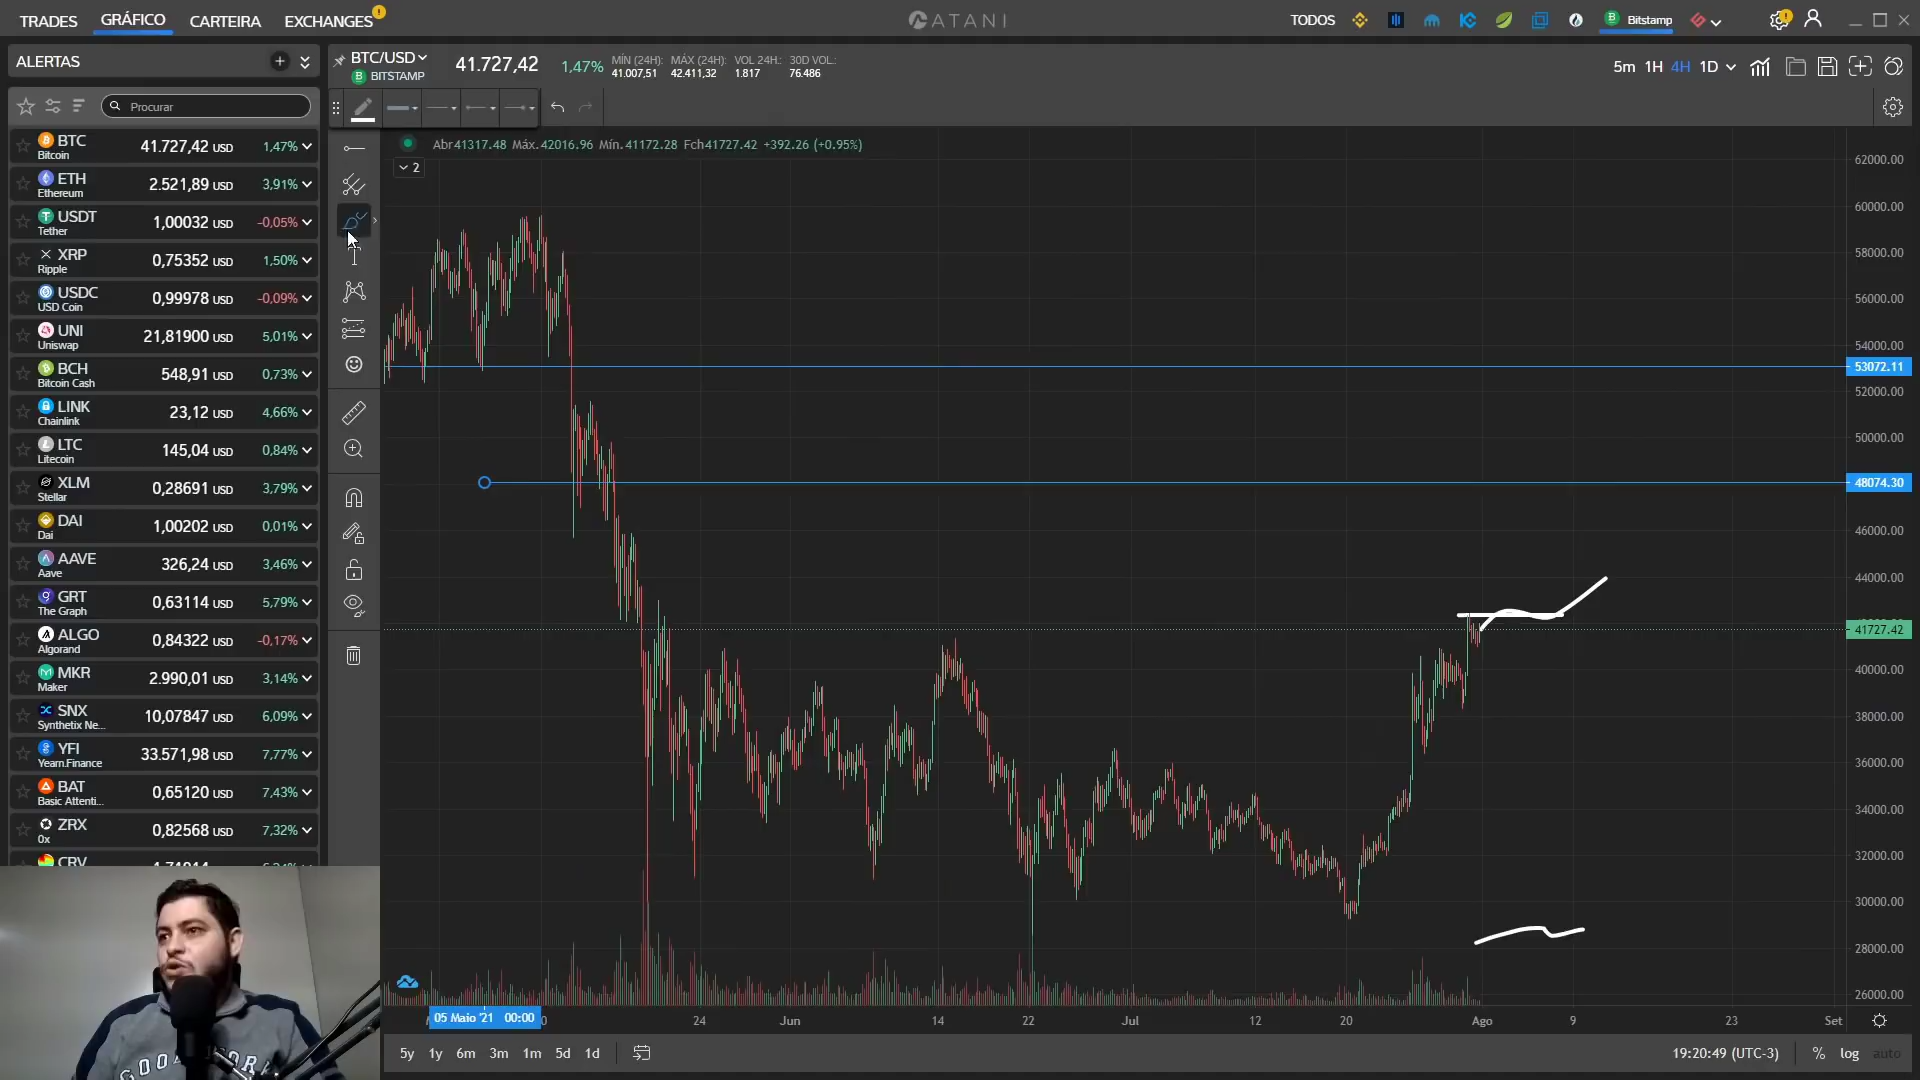 TRADES GRÁFICO CARTEIRA EXCHANGES
ATANI
TODOS
Bitstamp
ALERTAS
BTC/USD
BITSTAMP
41.727,42 1,47%
MÍN (24H): MÁX (24H): VOL 24H.: 30D VOL.:
41.007,51 42.411,32 1.817 76.486
5m 1H 4H 1D
Procurar
Abr41317.48 Máx.42016.96 Mín.41172.28 Fch41727.42 +392.26 (+0.95%)
2
BTC 41.727,42 USD 1,47%
Bitcoin
ETH 2.521,89 USD 3,91%
Ethereum
USDT 1,00032 USD -0,05%
Tether
XRP 0,75352 USD 1,50%
Ripple
USDC 0,99978 USD -0,09%
USD Coin
UNI 21,81900 USD 5,01%
Uniswap
BCH 548,91 USD 0,73%
Bitcoin Cash
LINK 23,12 USD 4,66%
Chainlink
LTC 145,04 USD 0,84%
Litecoin
XLM 0,28691 USD 3,79%
Stellar
DAI 1,00202 USD 0,01%
Dai
AAVE 326,24 USD 3,46%
Aave
GRT 0,63114 USD 5,79%
The Graph
ALGO 0,84322 USD -0,17%
Algorand
MKR 2.990,01 USD 3,14%
Maker
SNX 10,07847 USD 6,09%
Synthetix Ne...
YFI 33.571,98 USD 7,77%
Yearn.Finance
BAT 0,65120 USD 7,43%
Basic Attenti...
ZRX 0,82568 USD 7,32%
0x
CRV
62000.00
60000.00
58000.00
56000.00
54000.00
53072.11
52000.00
50000.00
48074.30
46000.00
44000.00
41727.42
40000.00
38000.00
36000.00
34000.00
32000.00
30000.00
28000.00
26000.00
05 Maio '21 00:00
24 Jun 14 22 Jul 12 20 Ago 9 23 Set
5y 1y 6m 3m 1m 5d 1d
19:20:49 (UTC-3) % log auto